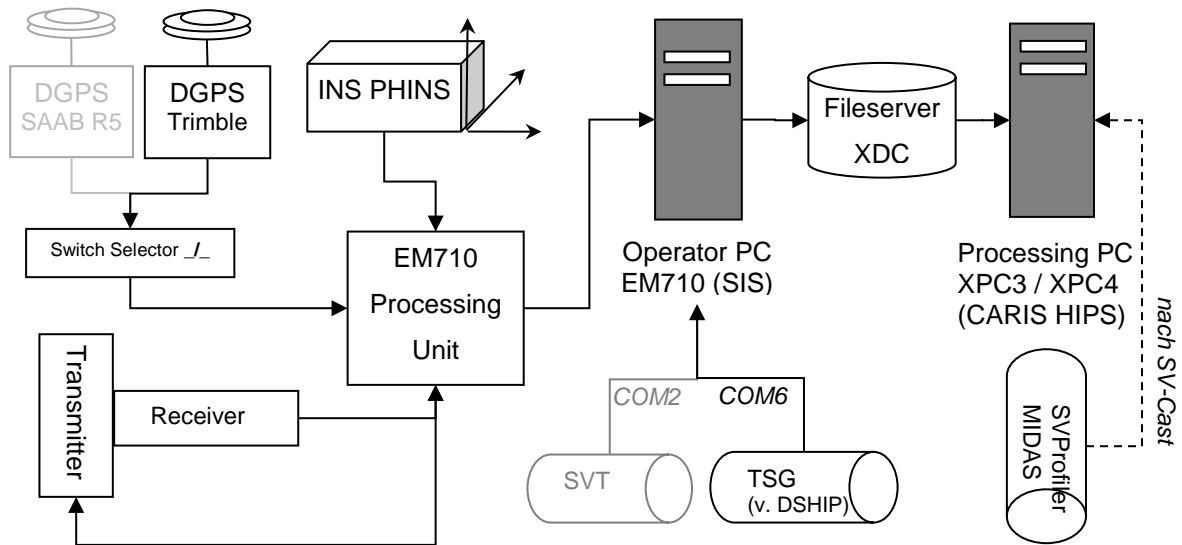 DGPS
SAAB R5
DGPS
Trimble
INS PHINS
Fileserver
XDC
Switch Selector _/_
EM710
Processing
Unit
Operator PC
EM710 (SIS)
Processing PC
XPC3 / XPC4
(CARIS HIPS)
nach SV-Cast
Transmitter
Receiver
COM2
COM6
SVT
TSG
(v. DSHIP)
SVProfiler
MIDAS